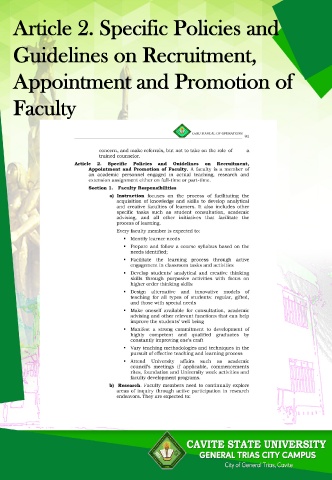 Article 2. Specific Policies and
Guidelines on Recruitment,
Appointment and Promotion of
Faculty
CvSU MANUAL OF OPERATIONS
concern, and make referrals, but not to take on the role of a
trained counselor.
Article 2. Specific Policies and Guidelines on Recruitment,
Appointment and Promotion of Faculty. A faculty is a member of
an academic personnel engaged in actual teaching, research and
extension assignment either on full-time or part-time.
Section 1. Faculty Responsibilities
a) Instruction focuses on the process of facilitating the
acquisition of knowledge and skills to develop analytical
and creative faculties of learners. It also includes other
specific tasks such as student consultation, academic
advising, and all other initiatives that facilitate the
process of learning.
Every faculty member is expected to:
• Identify learner needs
• Prepare and follow a course syllabus based on the
needs identified;
• Facilitate the learning process through active
engagement in classroom tasks and activities
• Develop students' analytical and creative thinking
skills through purposive activities with focus on
higher order thinking skills
• Design alternative and innovative models of
teaching for all types of students: regular, gifted,
and those with special needs
• Make oneself available for consultation, academic
advising and other relevant functions that can help
improve the students' well being
• Manifest a strong commitment to development of
highly competent and qualified graduates by
constantly improving one's craft
• Vary teaching methodologies and techniques in the
pursuit of effective teaching and learning process
• Attend University affairs such as academic
council's meetings if applicable, commencements
rites, foundation and University week activities and
faculty development programs.
b) Research. Faculty members need to continually explore
areas of inquiry through active participation in research
endeavors. They are expected to:
CAVITE STATE UNIVERSITY
GENERAL TRIAS CITY CAMPUS
City of General Trias, Cavite